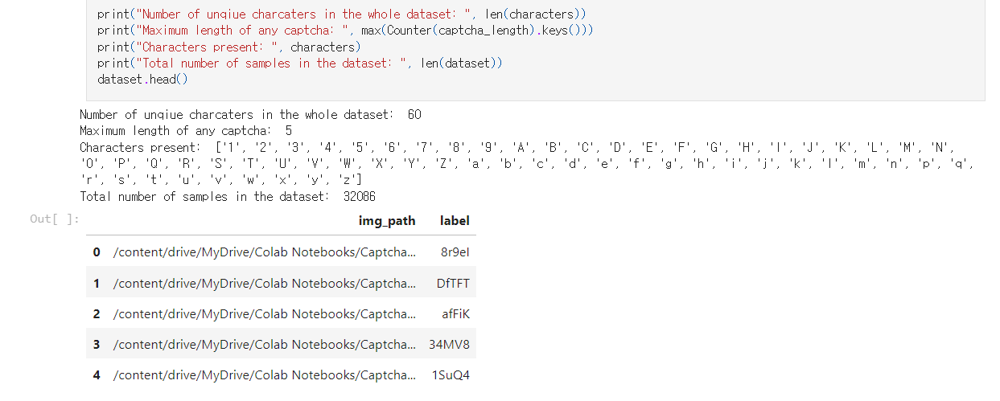 print("Number of unqiue charcaters in the whole dataset: ", len(characters))
print("Maximum length of any captcha: ", max(Counter(captcha_length).keys()))
print("Characters present: ", characters)
print("Total number of samples in the dataset: ", len(dataset))
dataset.head()
Number of unqiue charcaters in the whole dataset:  60
Maximum length of any captcha:  5
Characters present:  ['1', '2', '3', '4', '5', '6', '7', '8', '9', 'A', 'B', 'C', 'D', 'E', 'F', 'G', 'H', 'I', 'J', 'K', 'L', 'M', 'N',
'O', 'P', 'Q', 'R', 'S', 'T', 'U', 'V', 'W', 'X', 'Y', 'Z', 'a', 'b', 'c', 'd', 'e', 'f', 'g', 'h', 'i', 'j', 'k', 'l', 'm', 'n', 'p', 'q',
'r', 's', 't', 'u', 'v', 'w', 'x', 'y', 'z']
Total number of samples in the dataset:  32086
Out[ ]:
img_path label
0 /content/drive/MyDrive/Colab Notebooks/Captcha... 8r9eI
1 /content/drive/MyDrive/Colab Notebooks/Captcha... DfTFT
2 /content/drive/MyDrive/Colab Notebooks/Captcha... afFiK
3 /content/drive/MyDrive/Colab Notebooks/Captcha... 34MV8
4 /content/drive/MyDrive/Colab Notebooks/Captcha... 1SuQ4